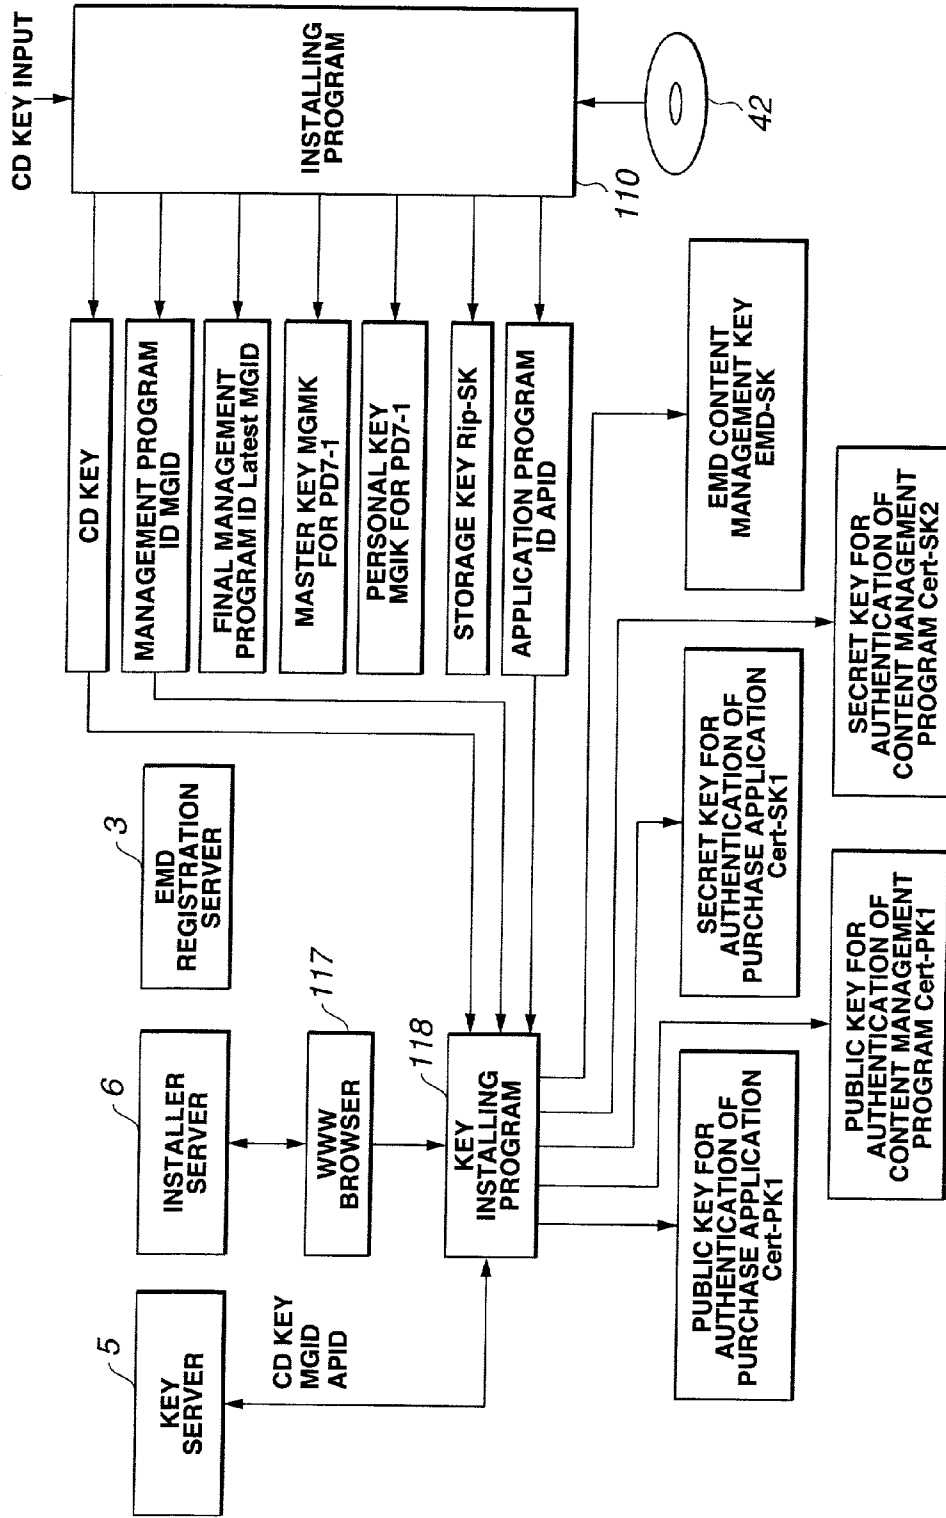 5
KEY
SERVER
6
INSTALLER
SERVER
3
EMD
REGISTRATION
SERVER
CD KEY
MGID
APID
117
WWW
BROWSER
118
KEY
INSTALLING
PROGRAM
CD KEY INPUT
INSTALLING
PROGRAM
110
42
CD KEY
MANAGEMENT PROGRAM
ID MGID
FINAL MANAGEMENT
PROGRAM ID Latest MGID
MASTER KEY MGMK
FOR PD7-1
PERSONAL KEY
MGIK FOR PD7-1
STORAGE KEY Rip-SK
APPLICATION PROGRAM
ID APID
PUBLIC KEY FOR
AUTHENTICATION OF
PURCHASE APPLICATION
Cert-PK1
SECRET KEY FOR
AUTHENTICATION OF
PURCHASE APPLICATION
Cert-SK1
EMD CONTENT
MANAGEMENT KEY
EMD-SK
PUBLIC KEY FOR
AUTHENTICATION OF
CONTENT MANAGEMENT
PROGRAM Cert-PK1
SECRET KEY FOR
AUTHENTICATION OF
CONTENT MANAGEMENT
PROGRAM Cert-SK2